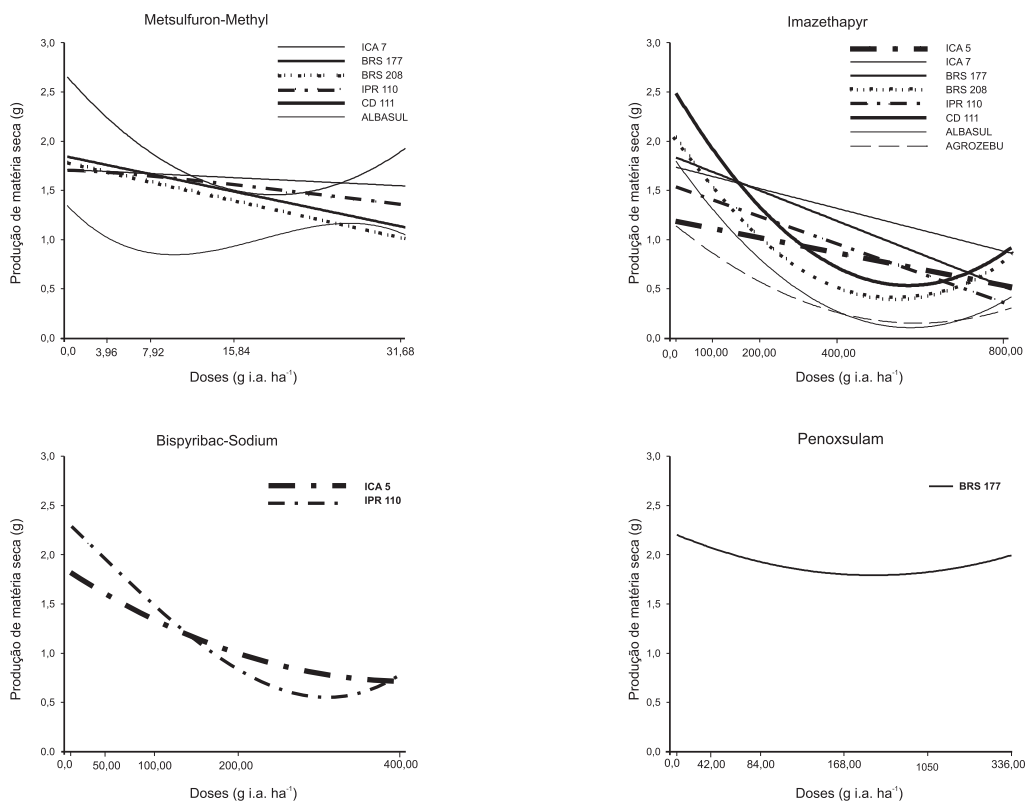 Metsulfuron-Methyl
Produção de matéria seca (g)
3,0
2,5
2,0
1,5
1,0
0,5
0,0
ICA 7
BRS 177
BRS 208
IPR 110
CD 111
ALBASUL
0,0 3,96 7,92 15,84 31,68
Doses (g i.a. ha⁻¹)
Imazethapyr
Produção de matéria seca (g)
3,0
2,5
2,0
1,5
1,0
0,5
0,0
ICA 5
ICA 7
BRS 177
BRS 208
IPR 110
CD 111
ALBASUL
AGROZEBU
0,0 100,00 200,00 400,00 800,00
Doses (g i.a. ha⁻¹)
Bispyribac-Sodium
Produção de matéria seca (g)
3,0
2,5
2,0
1,5
1,0
0,5
0,0
ICA 5
IPR 110
0,0 50,00 100,00 200,00 400,00
Doses (g i.a. ha⁻¹)
Penoxsulam
Produção de matéria seca (g)
3,0
2,5
2,0
1,5
1,0
0,5
0,0
BRS 177
0,0 42,00 84,00 168,00 1050 336,00
Doses (g i.a. ha⁻¹)